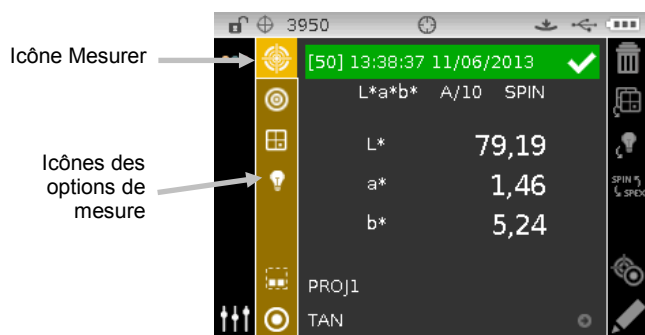 3950
Icône Mesurer
[50] 13:38:37 11/06/2013
L*a*b* A/10 SPIN
L* 79,19
a* 1,46
b* 5,24
Icônes des
options de
mesure
SPIN
SPEX
PROJ1
TAN